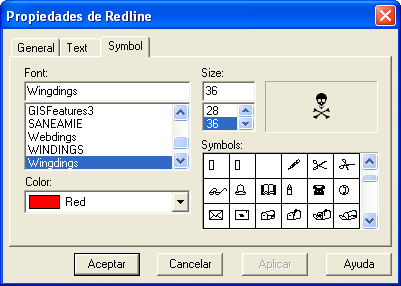 Propiedades de Redline
General Text Symbol
Font: Size:
Wingdings 36
GISFeatures3 28
SANEAMIE 36
Webdings
WINDINGS
Wingdings
Symbols:
Color:
Red
Aceptar Cancelar Aplicar Ayuda